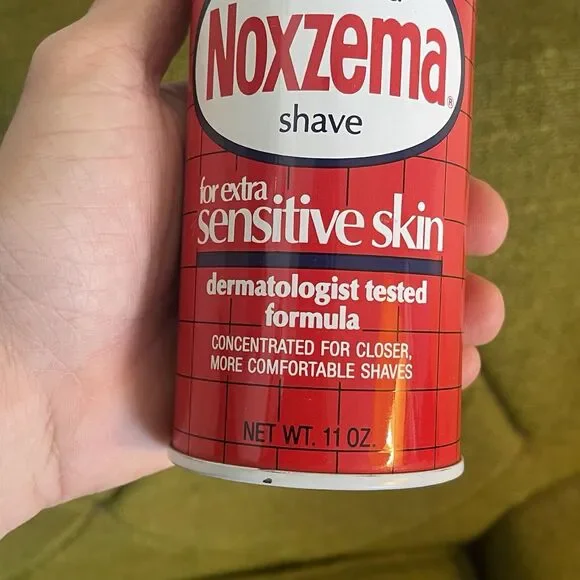 Noxzema®
shave
for extra
sensitive skin
dermatologist tested
formula
CONCENTRATED FOR CLOSER,
MORE COMFORTABLE SHAVES
NET WT. 11 OZ.